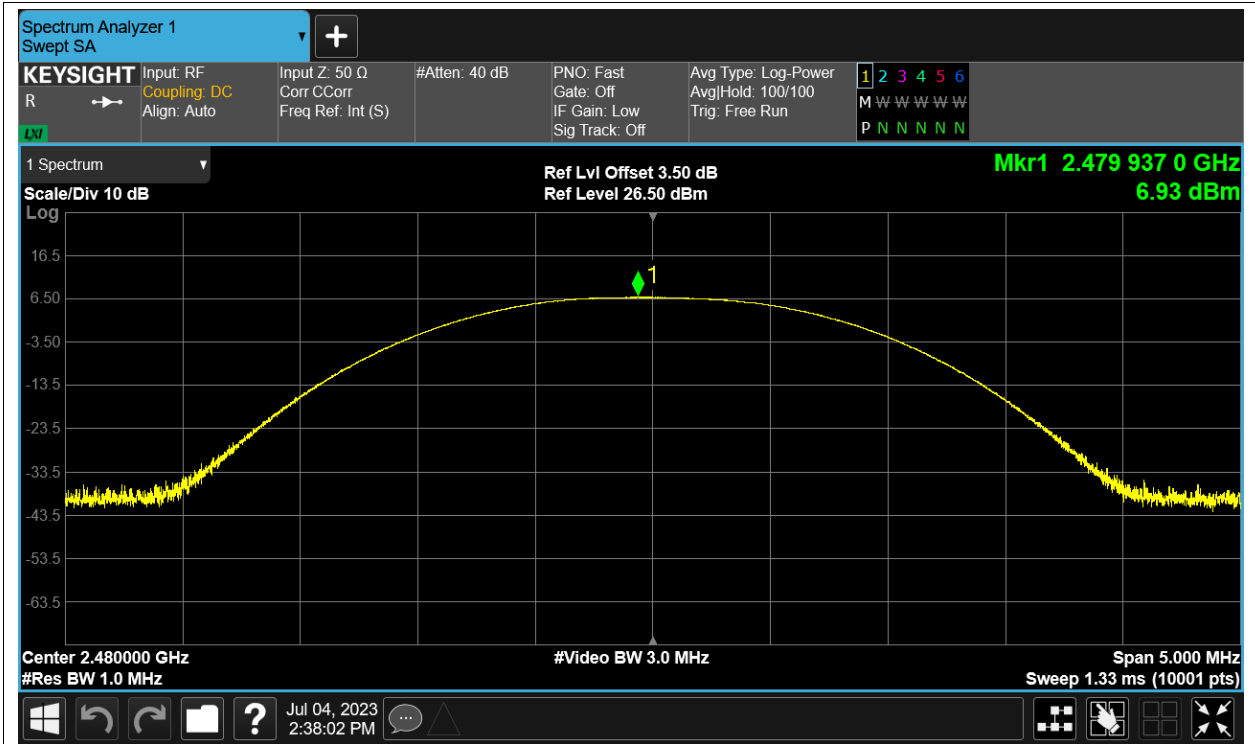 Spectrum Analyzer 1
Swept SA
+
KEYSIGHT
R
LXI
Input: RF
Coupling: DC
Align: Auto
Input Z: 50 Ω
Corr CCorr
Freq Ref: Int (S)
#Atten: 40 dB
PNO: Fast
Gate: Off
IF Gain: Low
Sig Track: Off
Avg Type: Log-Power
Avg|Hold: 100/100
Trig: Free Run
1 2 3 4 5 6
M W W W W W
P N N N N N
1 Spectrum
Scale/Div 10 dB
Log
Ref Lvl Offset 3.50 dB
Ref Level 26.50 dBm
Mkr1 2.479 937 0 GHz
6.93 dBm
1
16.5
6.50
-3.50
-13.5
-23.5
-33.5
-43.5
-53.5
-63.5
Center 2.480000 GHz
#Res BW 1.0 MHz
#Video BW 3.0 MHz
Span 5.000 MHz
Sweep 1.33 ms (10001 pts)
?
Jul 04, 2023
2:38:02 PM